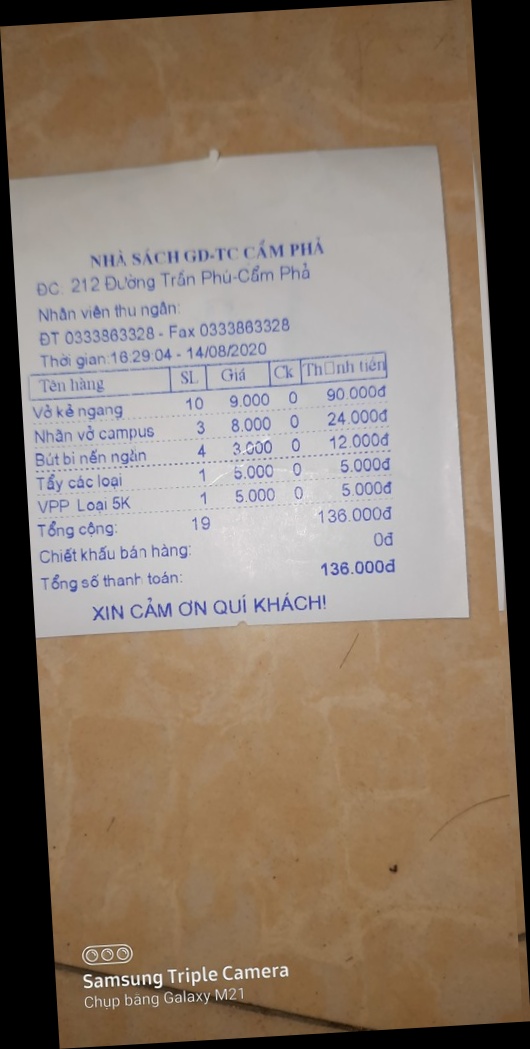 NHÀ SÁCH GD-TC CẨM PHẢ
ĐC: 212 Đường Trần Phú-Cẩm Phả
Nhân viên thu ngân:
ĐT 0333863328 - Fax 0333863328
Thời gian:16:29:04 - 14/08/2020
Tên hàng SL Giá Ck Th□nh tiền
Vở kẻ ngang 10 9.000 0 90.000đ
Nhãn vở campus 3 8.000 0 24.000đ
Bút bi nến ngắn 4 3.000 0 12.000đ
Tẩy các loại 1 5.000 0 5.000đ
VPP Loại 5K 1 5.000 0 5.000đ
Tổng cộng: 19 136.000đ
Chiết khấu bán hàng: 0đ
Tổng số thanh toán: 136.000đ
XIN CẢM ƠN QUÍ KHÁCH!
Samsung Triple Camera
Chụp bằng Galaxy M21